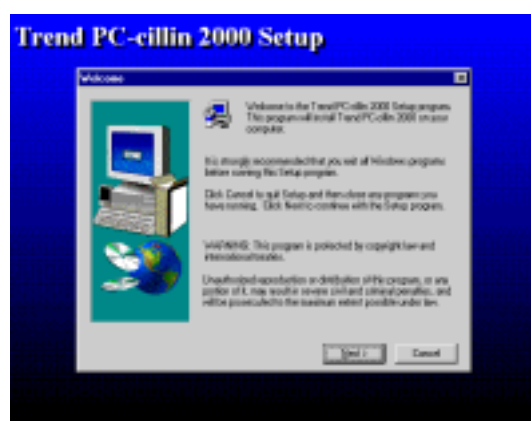 Trend PC-cillin 2000 Setup
Welcome
Welcome to the Trend PC-cillin 2000 Setup program.
This program will install Trend PC-cillin 2000 on your
computer.
It is strongly recommended that you exit all Windows programs
before running this Setup program.
Click Cancel to quit Setup and then close any programs you
have running. Click Next to continue with the Setup program.
WARNING: This program is protected by copyright law and
international treaties.
Unauthorized reproduction or distribution of this program, or any
portion of it, may result in severe civil and criminal penalties, and
will be prosecuted to the maximum extent possible under law.
Next >
Cancel